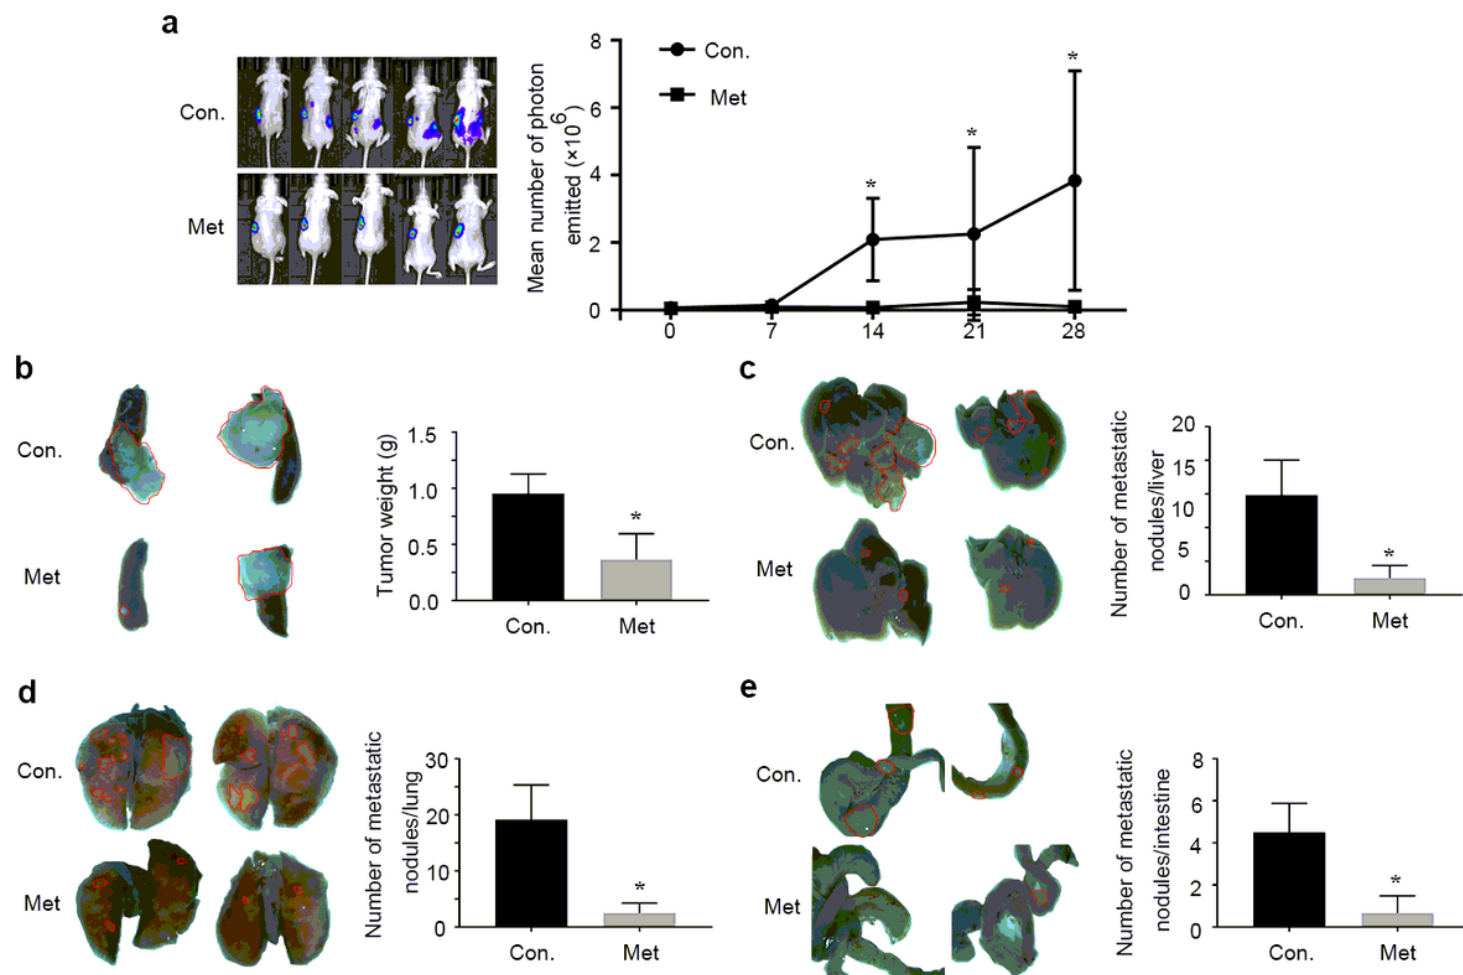 a
Con.
Met
Mean number of photon
emitted (×10⁶)
8
6
4
2
0
Con.
Met
*
*
*
0 7 14 21 28
b
Con.
Met
Tumor weight (g)
1.5
1.0
0.5
0.0
*
Con. Met
c
Con.
Met
Number of metastatic
nodules/liver
20
15
10
5
0
*
Con. Met
d
Con.
Met
Number of metastatic
nodules/lung
30
20
10
0
*
Con. Met
e
Con.
Met
Number of metastatic
nodules/intestine
8
6
4
2
0
*
Con. Met